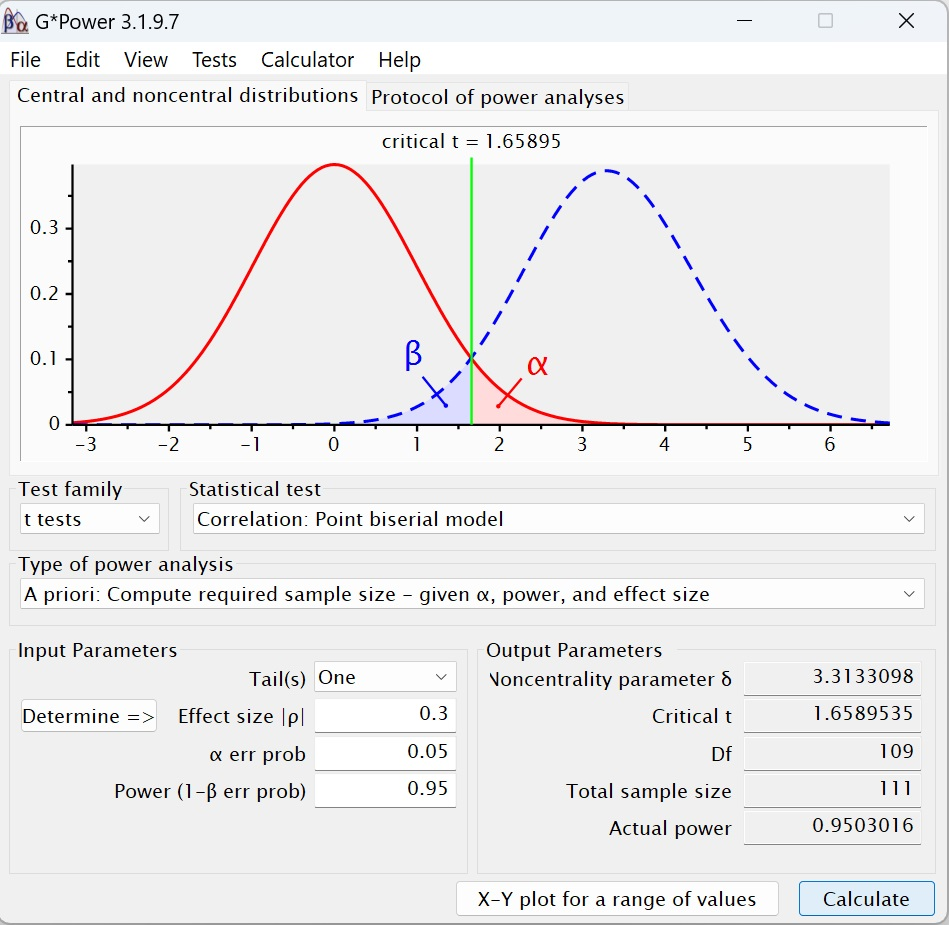 βα G*Power 3.1.9.7
File Edit View Tests Calculator Help
Central and noncentral distributions Protocol of power analyses
critical t = 1.65895
0.3
0.2
0.1
0
β
α
−3 −2 −1 0 1 2 3 4 5 6
Test family
t tests
Statistical test
Correlation: Point biserial model
Type of power analysis
A priori: Compute required sample size – given α, power, and effect size
Input Parameters
Tail(s) One
Determine => Effect size |ρ| 0.3
α err prob 0.05
Power (1−β err prob) 0.95
Output Parameters
Noncentrality parameter δ 3.3133098
Critical t 1.6589535
Df 109
Total sample size 111
Actual power 0.9503016
X−Y plot for a range of values Calculate